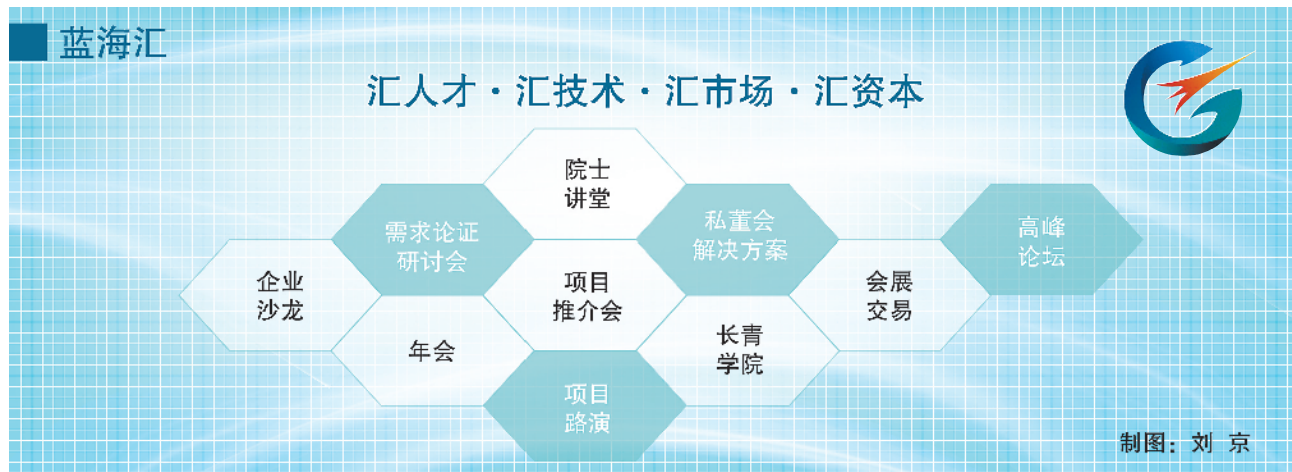 蓝海汇
汇人才·汇技术·汇市场·汇资本
院士
讲堂
需求论证
研讨会
私董会
解决方案
高峰
论坛
企业
沙龙
项目
推介会
会展
交易
年会
长青
学院
项目
路演
制图：刘 京